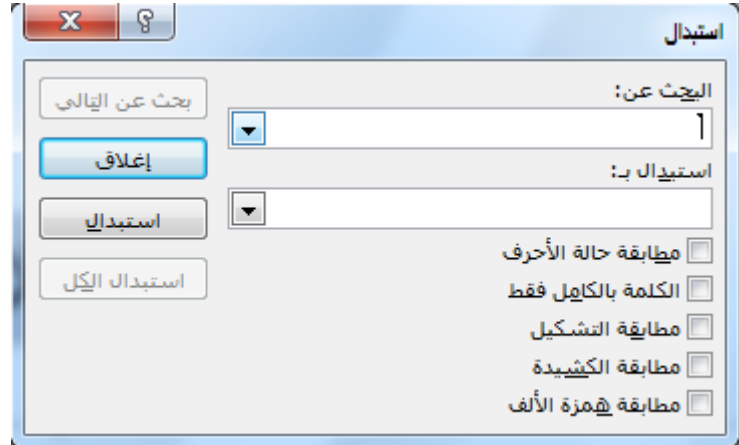 استبدال
البحث عن:
استبدال بـ:
مطابقة حالة الأحرف
الكلمة بالكامل فقط
مطابقة التشكيل
مطابقة الكشيدة
مطابقة همزة الألف
بحث عن التالي
إغلاق
استبدال
استبدال الكل